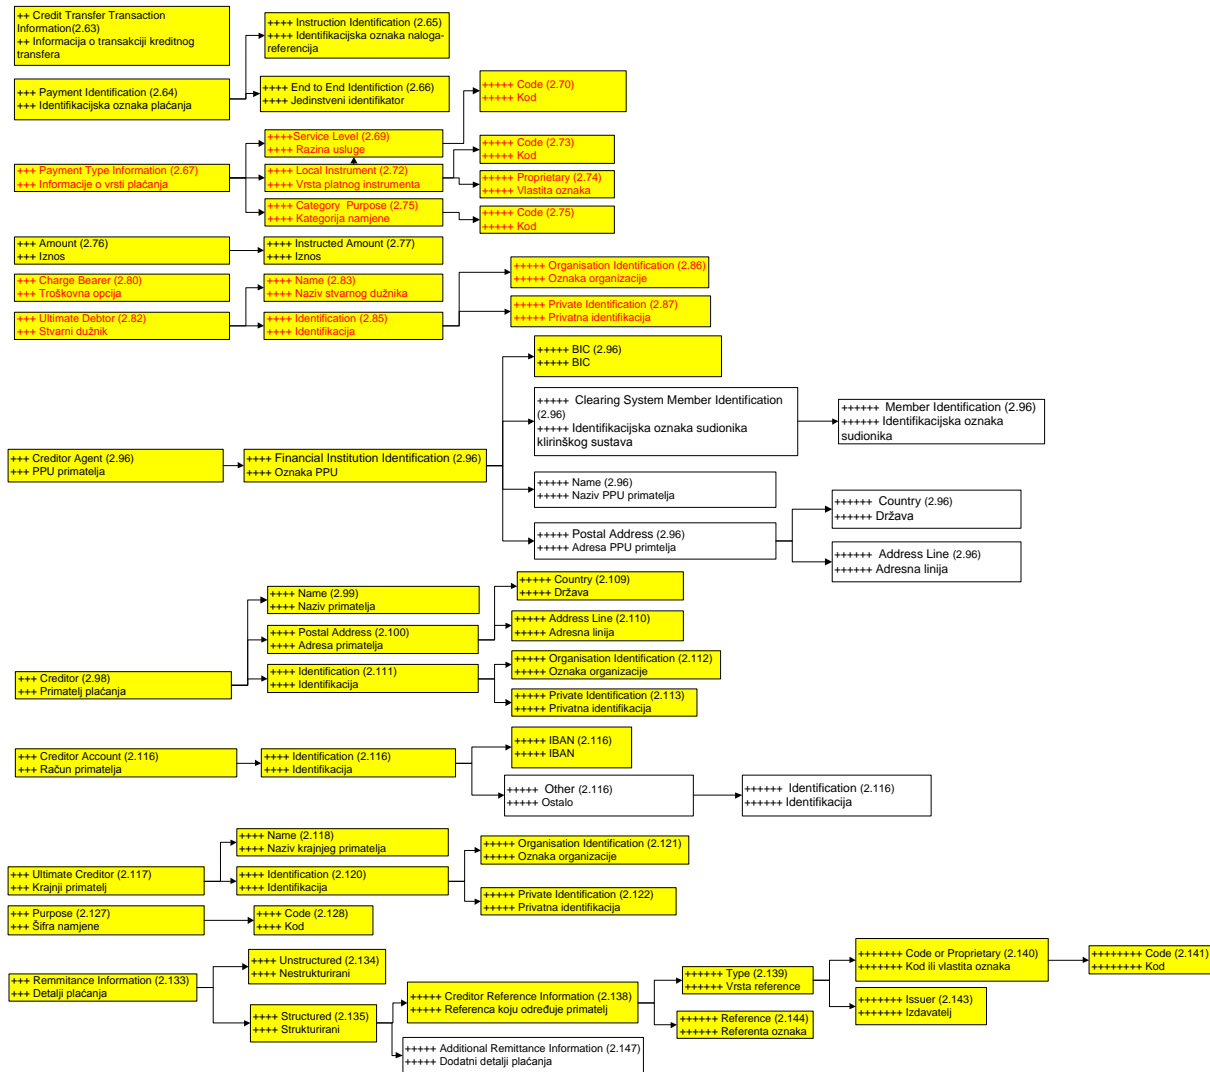 ++ Credit Transfer Transaction
Information(2.63)
++ Informacija o transakciji kreditnog
transfera
++++ Instruction Identification (2.65)
++++ Identifikacijska oznaka naloga-
referencija
+++ Payment Identification (2.64)
+++ Identifikacijska oznaka plaćanja
++++ End to End Identifiction (2.66)
++++ Jedinstveni identifikator
+++++ Code (2.70)
+++++ Kod
++++Service Level (2.69)
++++ Razina usluge
+++++ Code (2.73)
+++++ Kod
+++ Payment Type Information (2.67)
+++ Informacije o vrsti plaćanja
++++ Local Instrument (2.72)
++++ Vrsta platnog instrumenta
+++++ Proprietary (2.74)
+++++ Vlastita oznaka
++++ Category  Purpose (2.75)
++++ Kategorija namjene
+++++ Code (2.75)
+++++ Kod
+++ Amount (2.76)
+++ Iznos
++++ Instructed Amount (2.77)
++++ Iznos
+++++ Organisation Identification (2.86)
+++++ Oznaka organizacije
+++ Charge Bearer (2.80)
+++ Troškovna opcija
++++ Name (2.83)
++++ Naziv stvarnog dužnika
+++++ Private Identification (2.87)
+++++ Privatna identifikacija
+++ Ultimate Debtor (2.82)
+++ Stvarni dužnik
++++ Identification (2.85)
++++ Identifikacija
+++++ BIC (2.96)
+++++ BIC
+++++  Clearing System Member Identification
(2.96)
+++++ Identifikacijska oznaka sudionika
klirinškog sustava
++++++  Member Identification (2.96)
++++++ Identifikacijska oznaka
sudionika
+++ Creditor Agent (2.96)
+++ PPU primatelja
++++ Financial Institution Identification (2.96)
++++ Oznaka PPU
+++++ Name (2.96)
+++++ Naziv PPU primatelja
++++++  Country (2.96)
++++++ Država
+++++ Postal Address (2.96)
+++++ Adresa PPU primtelja
++++++  Address Line (2.96)
++++++ Adresna linija
+++++ Country (2.109)
+++++ Država
++++ Name (2.99)
++++ Naziv primatelja
+++++ Address Line (2.110)
+++++ Adresna linija
++++ Postal Address (2.100)
++++ Adresa primatelja
+++++ Organisation Identification (2.112)
+++++ Oznaka organizacije
+++ Creditor (2.98)
+++ Primatelj plaćanja
++++ Identification (2.111)
++++ Identifikacija
+++++ Private Identification (2.113)
+++++ Privatna identifikacija
+++++ IBAN (2.116)
+++++ IBAN
+++ Creditor Account (2.116)
+++ Račun primatelja
++++ Identification (2.116)
++++ Identifikacija
+++++  Other (2.116)
+++++ Ostalo
++++++  Identification (2.116)
++++++ Identifikacija
++++ Name (2.118)
++++ Naziv krajnjeg primatelja
+++++ Organisation Identification (2.121)
+++++ Oznaka organizacije
+++ Ultimate Creditor (2.117)
+++ Krajnji primatelj
++++ Identification (2.120)
++++ Identifikacija
+++++ Private Identification (2.122)
+++++ Privatna identifikacija
+++ Purpose (2.127)
+++ Šifra namjene
++++ Code (2.128)
++++ Kod
++++ Unstructured (2.134)
++++ Nestrukturirani
+++++++ Code or Proprietary (2.140)
+++++++ Kod ili vlastita oznaka
++++++++ Code (2.141)
++++++++ Kod
+++ Remmitance Information (2.133)
+++ Detalji plaćanja
++++++ Type (2.139)
++++++ Vrsta reference
+++++ Creditor Reference Information (2.138)
+++++ Referenca koju određuje primatelj
+++++++ Issuer (2.143)
+++++++ Izdavatelj
++++ Structured (2.135)
++++ Strukturirani
++++++ Reference (2.144)
++++++ Referenta oznaka
+++++ Additional Remittance Information (2.147)
+++++ Dodatni detalji plaćanja